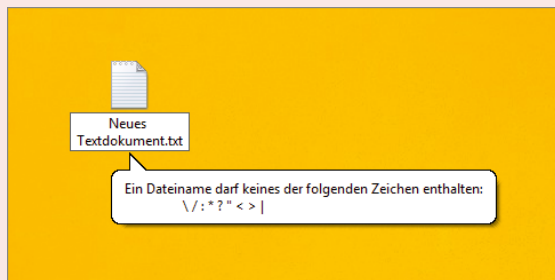 Neues
Textdokument.txt
Ein Dateiname darf keines der folgenden Zeichen enthalten:
\ / : * ? " < > |